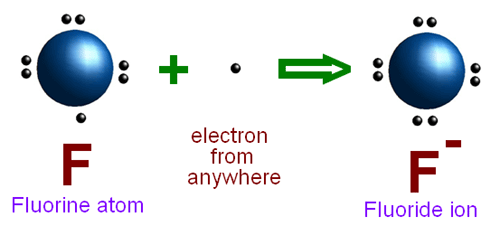 +
F
Fluorine atom
electron
from
anywhere
F-
Fluoride ion